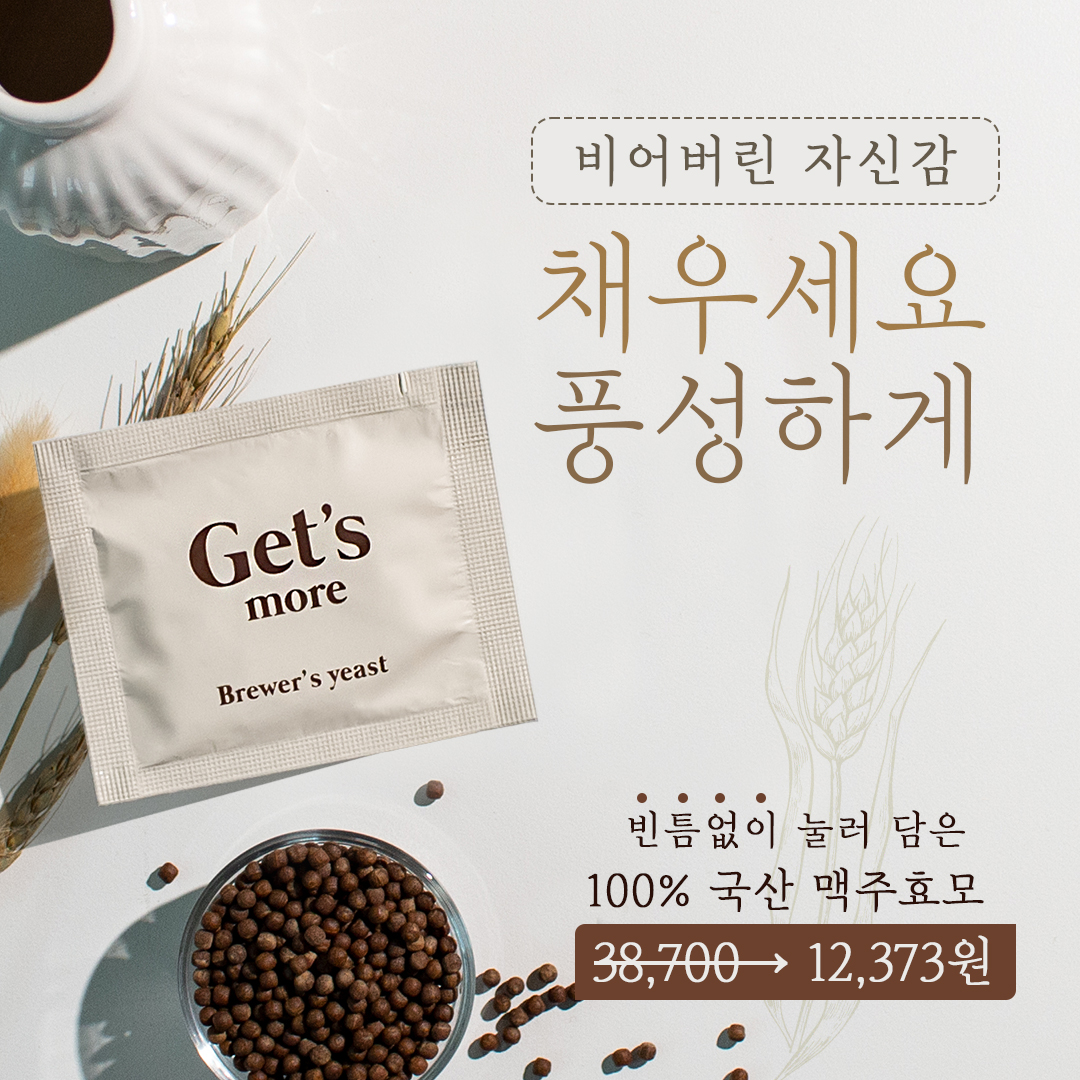 비어버린 자신감
채우세요
풍성하게
Get's
more
Brewer's yeast
빈틈없이 눌러 담은
100% 국산 맥주효모
38,700→ 12,373원